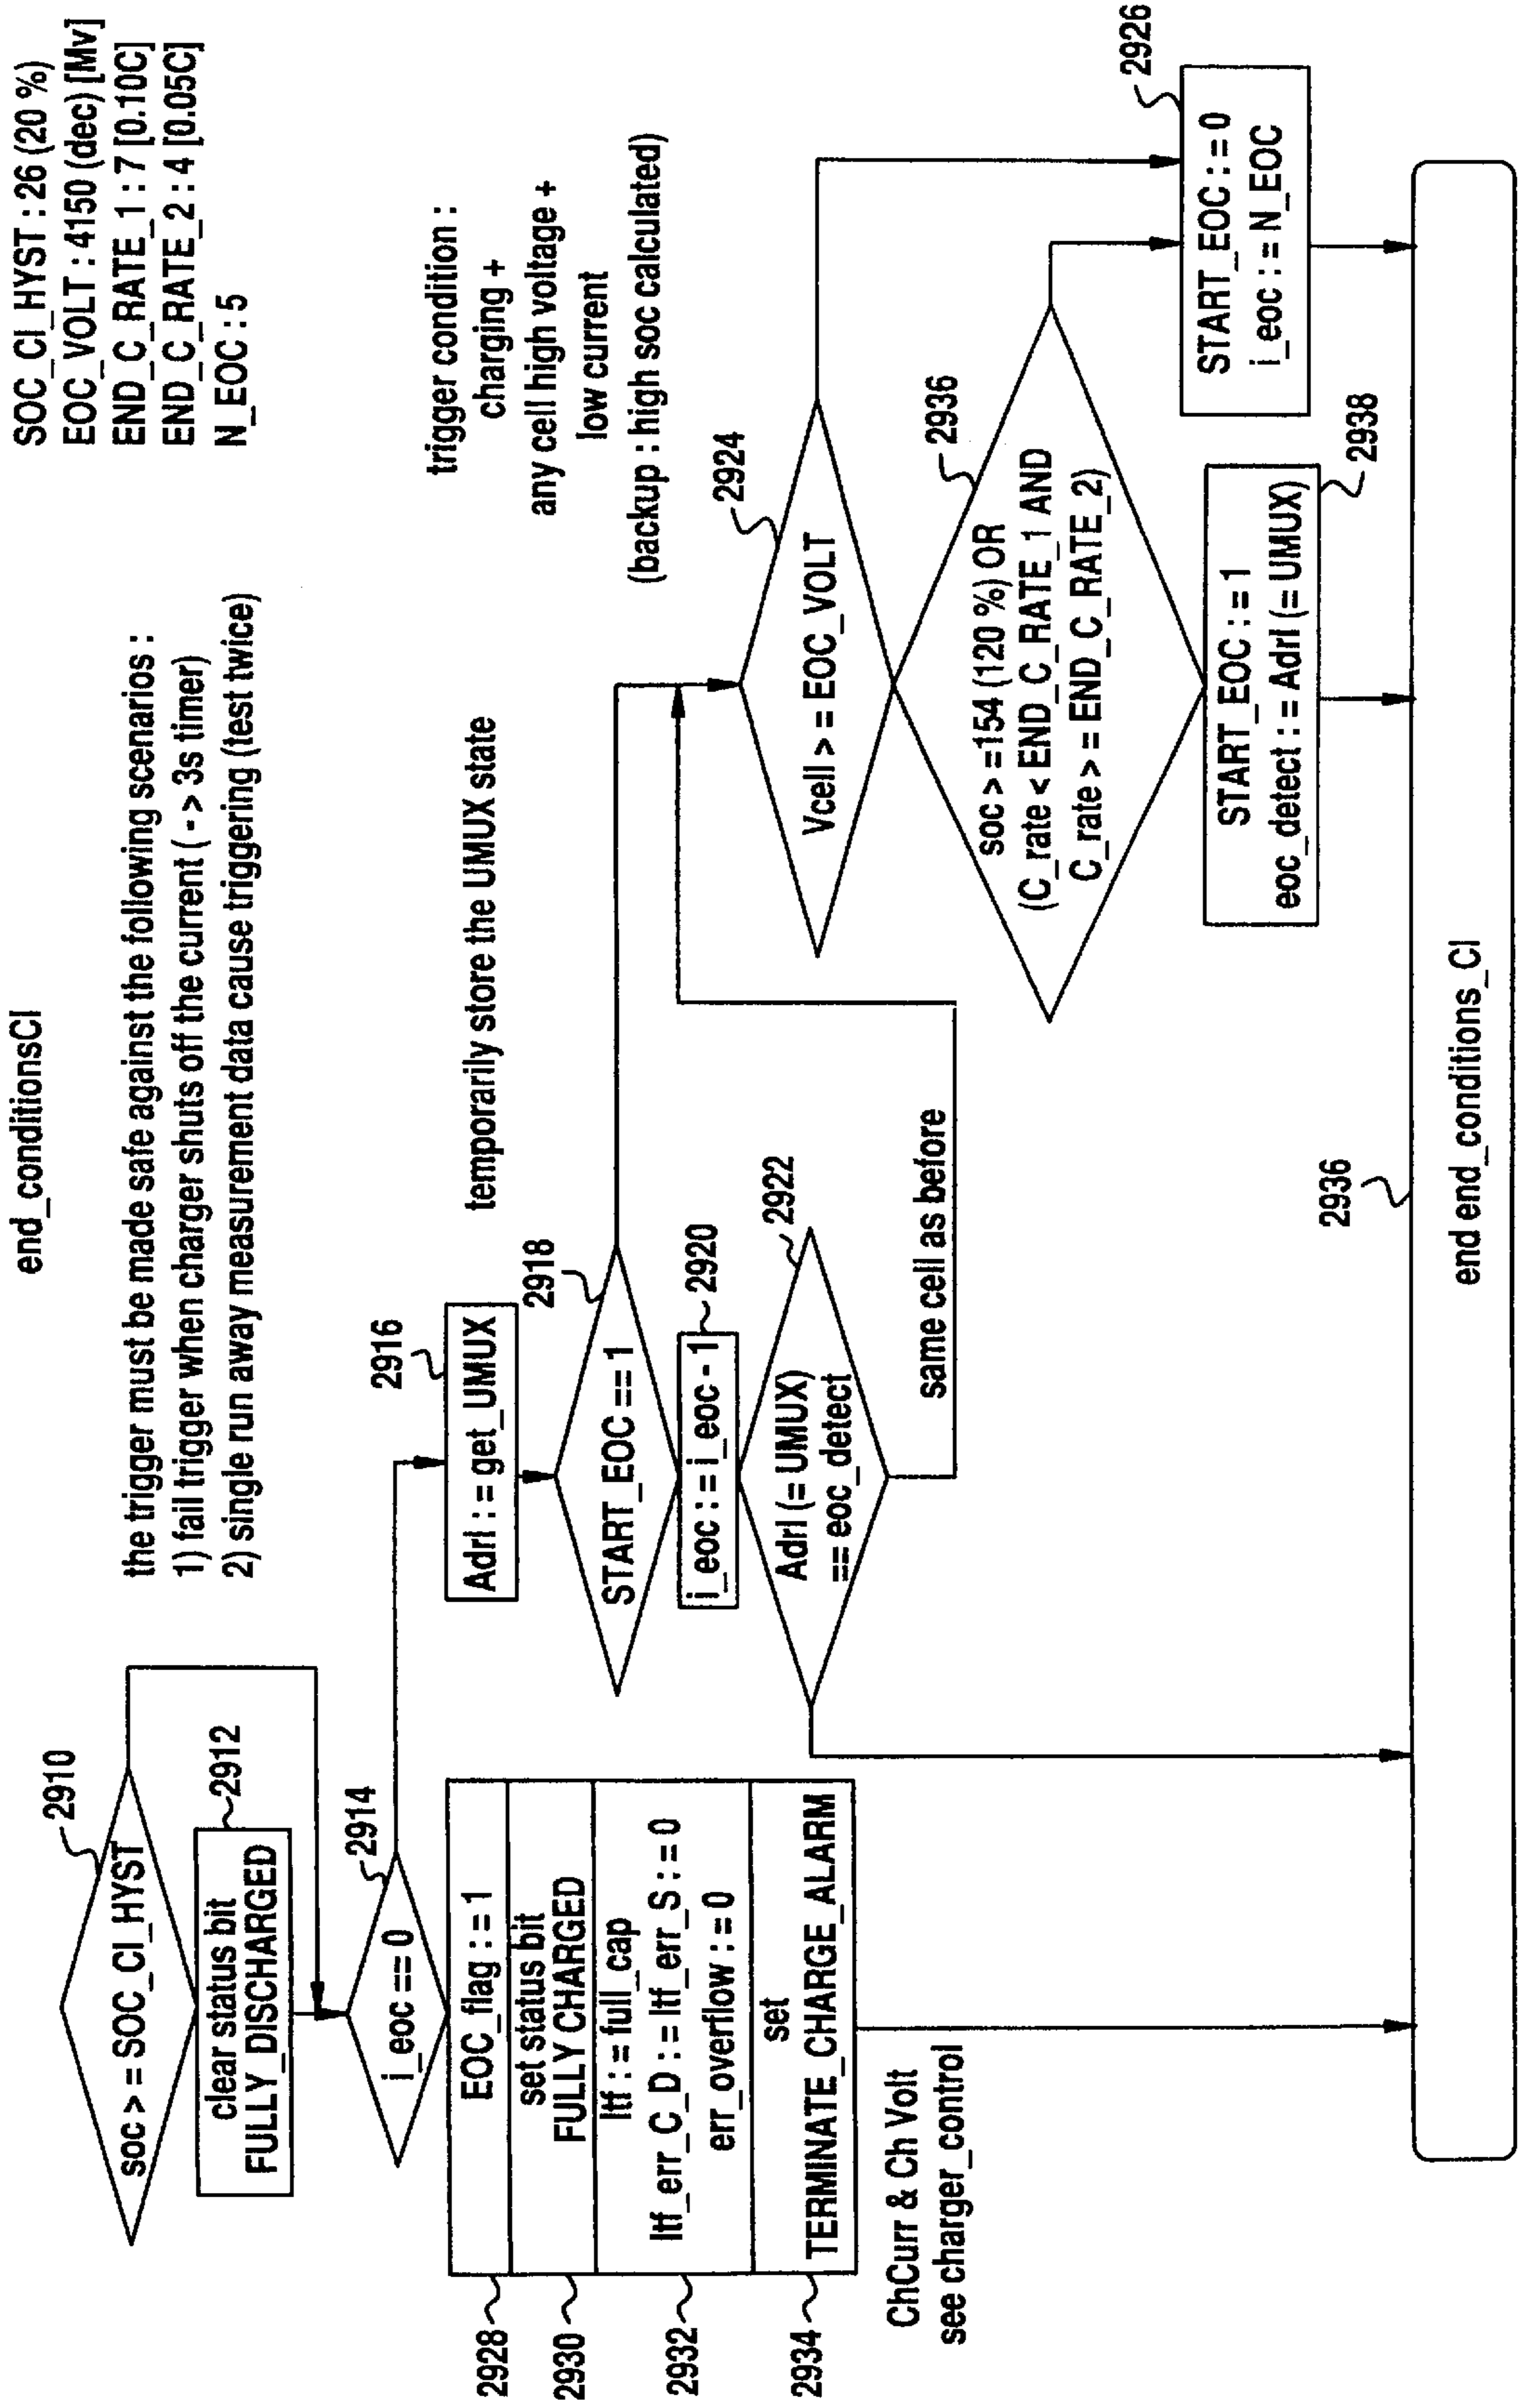 end_conditionsCI
SOC_CI_HYST : 26 (20 %)
EOC_VOLT : 4150 (dec) [Mv]
END_C_RATE_1 : 7 [0.10C]
END_C_RATE_2 : 4 [0.05C]
N_EOC : 5
the trigger must be made safe against the following scenarios :
1) fail trigger when charger shuts off the current ( - > 3s timer)
2) single run away measurement data cause triggering (test twice)
2910
soc > = SOC_CI_HYST
2912
clear status bit
FULLY_DISCHARGED
2914
i_eoc == 0
2928
EOC_flag : = 1
2930
set status bit
FULLY CHARGED
2932
Itf : = full_cap
Itf_err_C_D : = Itf_err_S : = 0
err_overflow : = 0
2934
set
TERMINATE_CHARGE_ALARM
ChCurr & Ch Volt
see charger_control
2916
Adrl : = get_UMUX
temporarily store the UMUX state
2918
START_EOC == 1
2920
i_eoc : = i_eoc - 1
2922
Adrl (= UMUX)
== eoc_detect
same cell as before
trigger condition :
charging +
any cell high voltage +
low current
(backup : high soc calculated)
2924
Vcell > = EOC_VOLT
2936
soc > =154 (120 %) OR
(C_rate < END_C_RATE_1 AND
C_rate > = END_C_RATE_2)
2926
START_EOC : = 0
i_eoc : = N_EOC
START_EOC : = 1
eoc_detect : = Adrl (= UMUX)
2938
2936
end end_conditions_CI